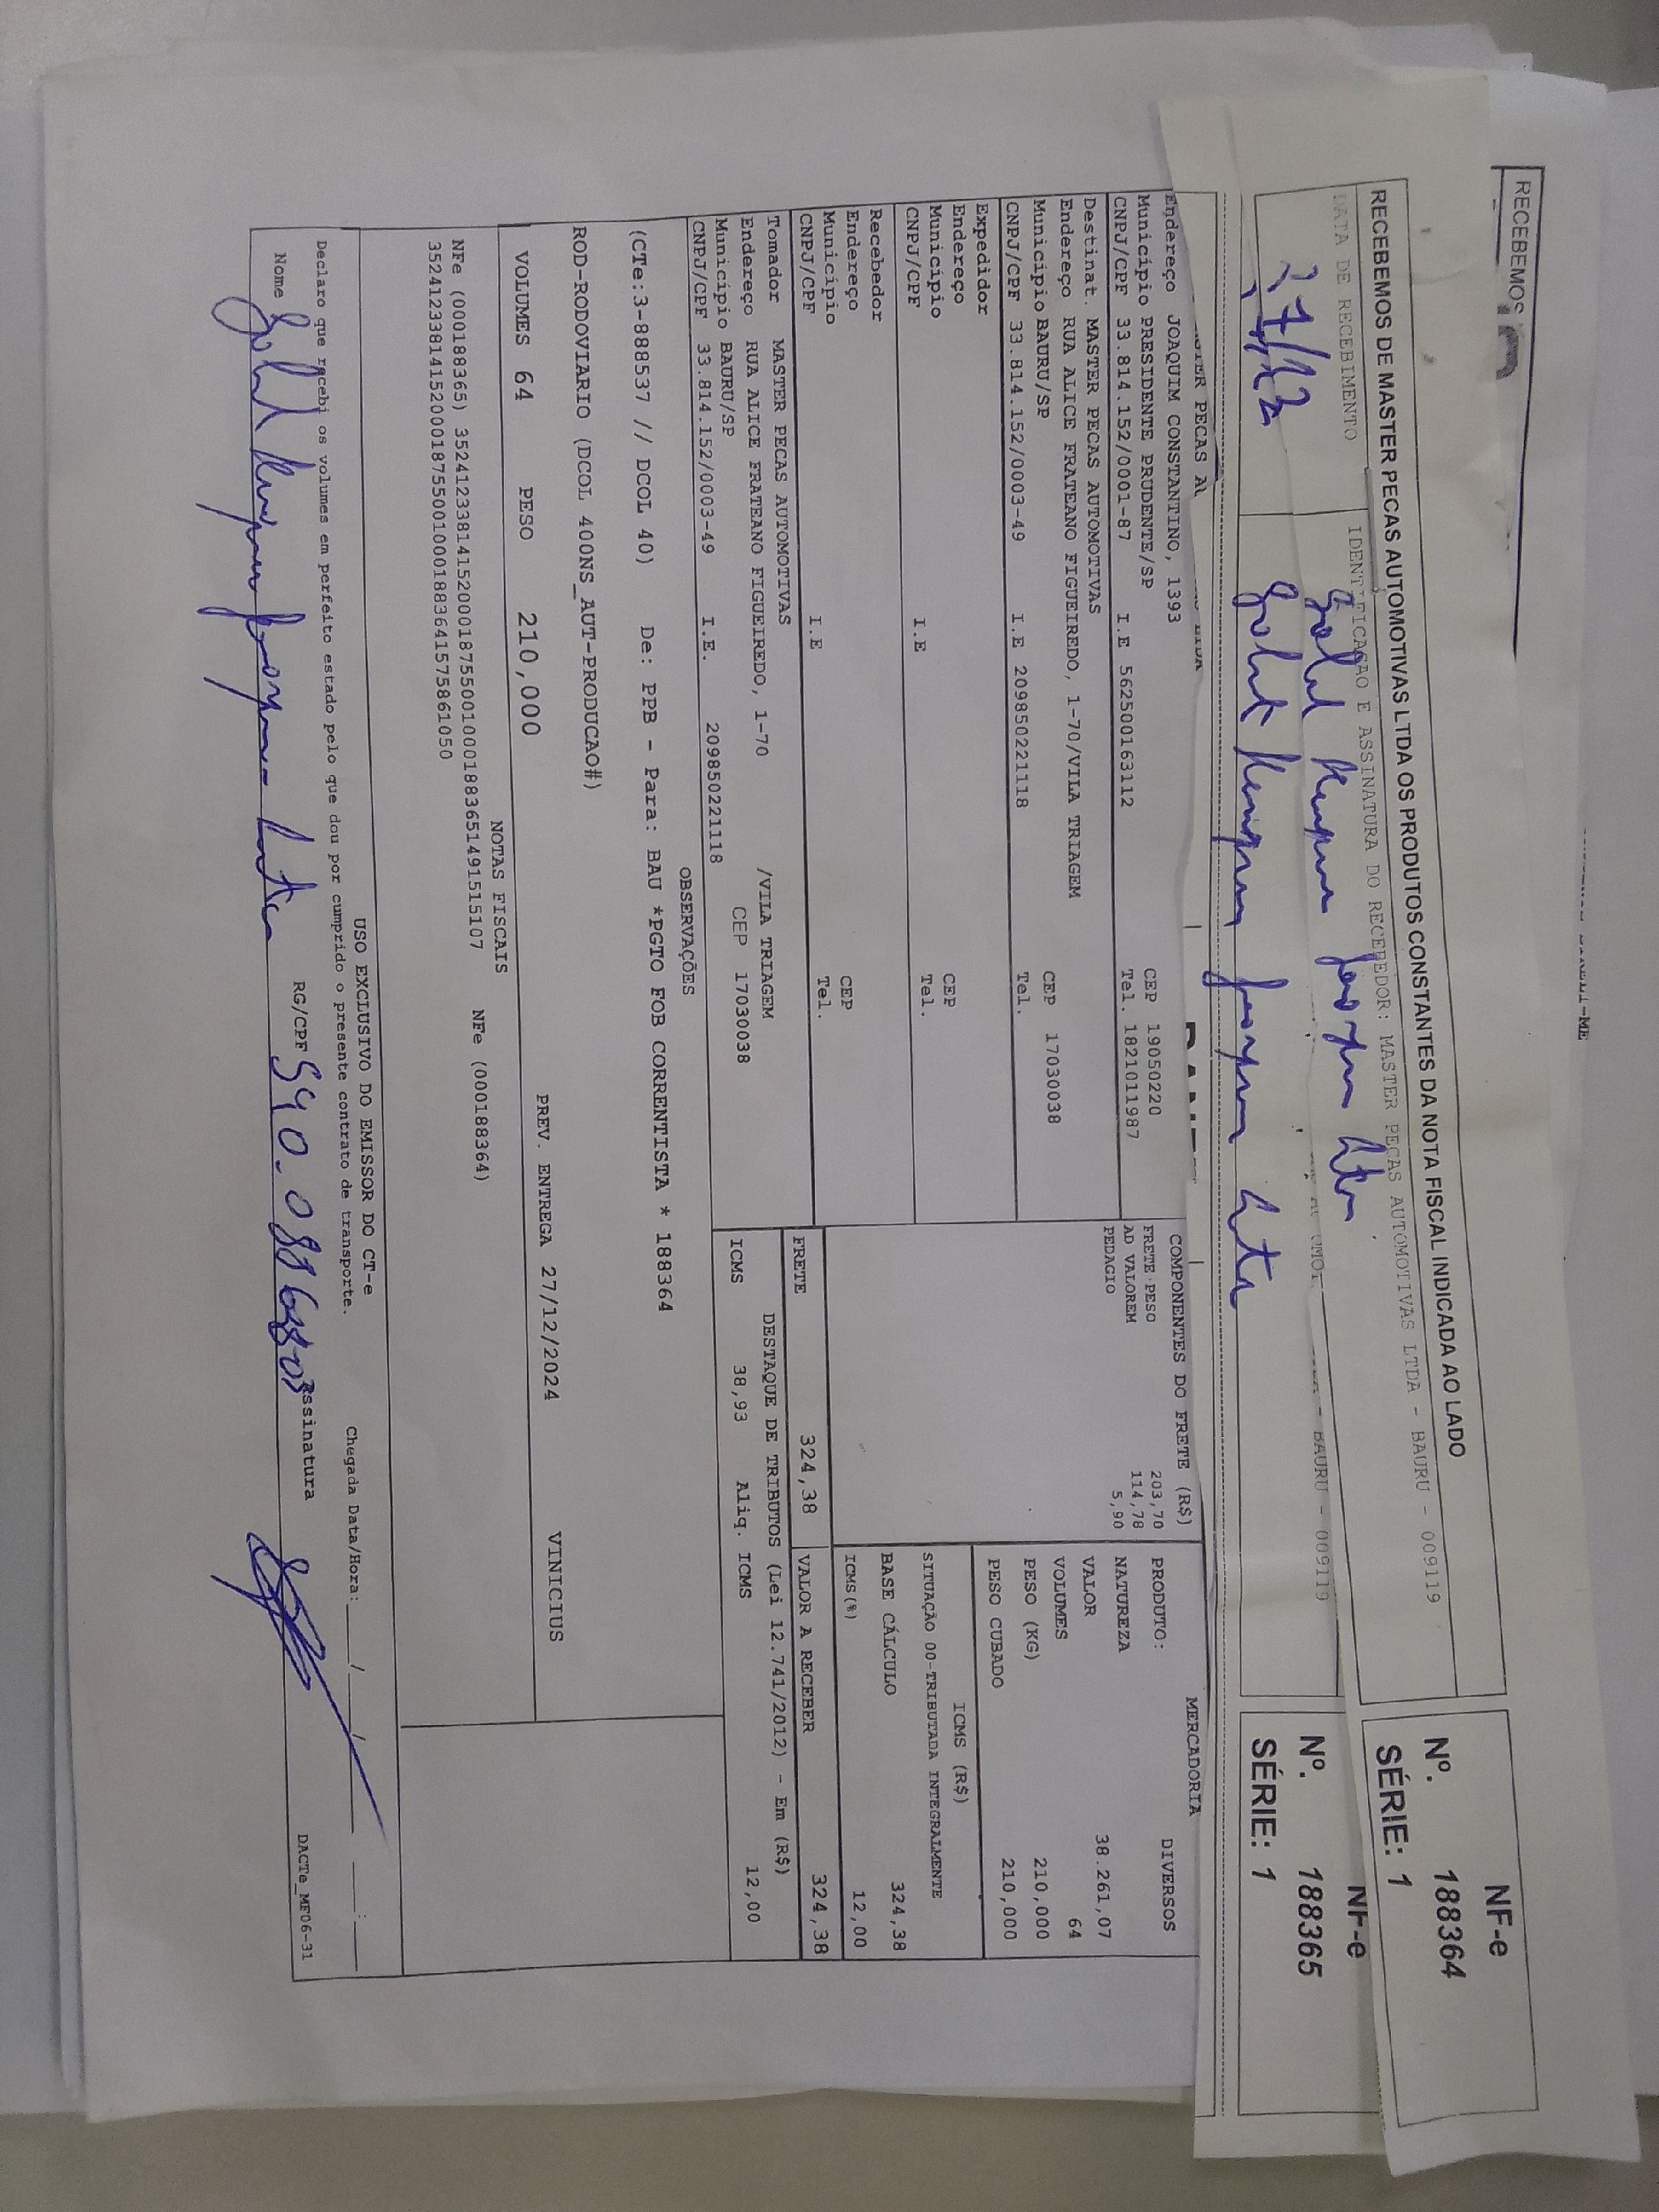 RECEBEMOS
RECEBEMOS DE MASTER PECAS AUTOMOTIVAS LTDA OS PRODUTOS CONSTANTES DA NOTA FISCAL INDICADA AO LADO
DATA DE RECEBIMENTO
IDENTIFICACAO E ASSINATURA DO RECEBEDOR: MASTER PECAS AUTOMOTIVAS LTDA - BAURU - 009119
NF-e
Nº. 188364
SÉRIE: 1
- BAURU - 009119
27/12
NF-e
Nº. 188365
SÉRIE: 1
Endereço JOAQUIM CONSTANTINO, 1393
Município PRESIDENTE PRUDENTE/SP CEP 19050220
CNPJ/CPF 33.814.152/0001-87 I.E 562500163112 Tel. 1821011987
Destinat. MASTER PECAS AUTOMOTIVAS
Endereço RUA ALICE FRATEANO FIGUEIREDO, 1-70/VILA TRIAGEM
Município BAURU/SP CEP 17030038
CNPJ/CPF 33.814.152/0003-49 I.E 209850221118 Tel.
Expedidor
Endereço
Município CEP
CNPJ/CPF I.E Tel.
Recebedor
Endereço
Município CEP
CNPJ/CPF I.E Tel.
Tomador MASTER PECAS AUTOMOTIVAS
Endereço RUA ALICE FRATEANO FIGUEIREDO, 1-70 /VILA TRIAGEM
Município BAURU/SP CEP 17030038
CNPJ/CPF 33.814.152/0003-49 I.E. 209850221118
COMPONENTES DO FRETE (R$)
FRETE PESO 203,70
AD VALOREM 114,78
PEDAGIO 5,90
MERCADORIA
PRODUTO: DIVERSOS
NATUREZA
VALOR 38.261,07
VOLUMES 64
PESO (KG) 210,000
PESO CUBADO 210,000
ICMS (R$)
SITUAÇÃO 00-TRIBUTADA INTEGRALMENTE
BASE CÁLCULO 324,38
ICMS(%) 12,00
FRETE 324,38 VALOR A RECEBER 324,38
DESTAQUE DE TRIBUTOS (Lei 12.741/2012) - Em (R$)
ICMS 38,93 Aliq. ICMS 12,00
OBSERVAÇÕES
(CTe:3-888537 // DCOL 40) De: PPB - Para: BAU *PGTO FOB CORRENTISTA * 188364
ROD-RODOVIARIO (DCOL 400NS_AUT-PRODUCAO#)
VOLUMES 64 PESO 210,000 PREV. ENTREGA 27/12/2024 VINICIUS
NOTAS FISCAIS
NFe (000188365) 35241233814152000187550010001883651491515107 NFe (000188364)
35241233814152000187550010001883641575861050
USO EXCLUSIVO DO EMISSOR DO CT-e
Declaro que recebi os volumes em perfeito estado pelo que dou por cumprido o presente contrato de transporte. Chegada Data/Hora: / / :
Nome RG/CPF Assinatura
DACTe_MF06-31